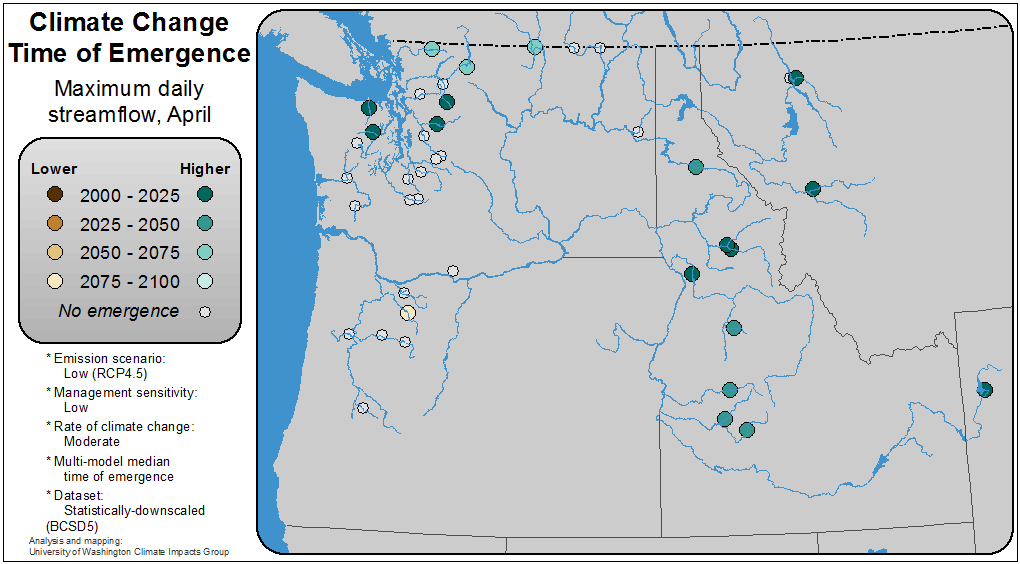 Climate Change
Time of Emergence
Maximum daily
streamflow, April
Lower Higher
2000 - 2025
2025 - 2050
2050 - 2075
2075 - 2100
No emergence
* Emission scenario:
Low (RCP4.5)
* Management sensitivity:
Low
* Rate of climate change:
Moderate
* Multi-model median
time of emergence
* Dataset:
Statistically-downscaled
(BCSD5)
Analysis and mapping:
University of Washington Climate Impacts Group